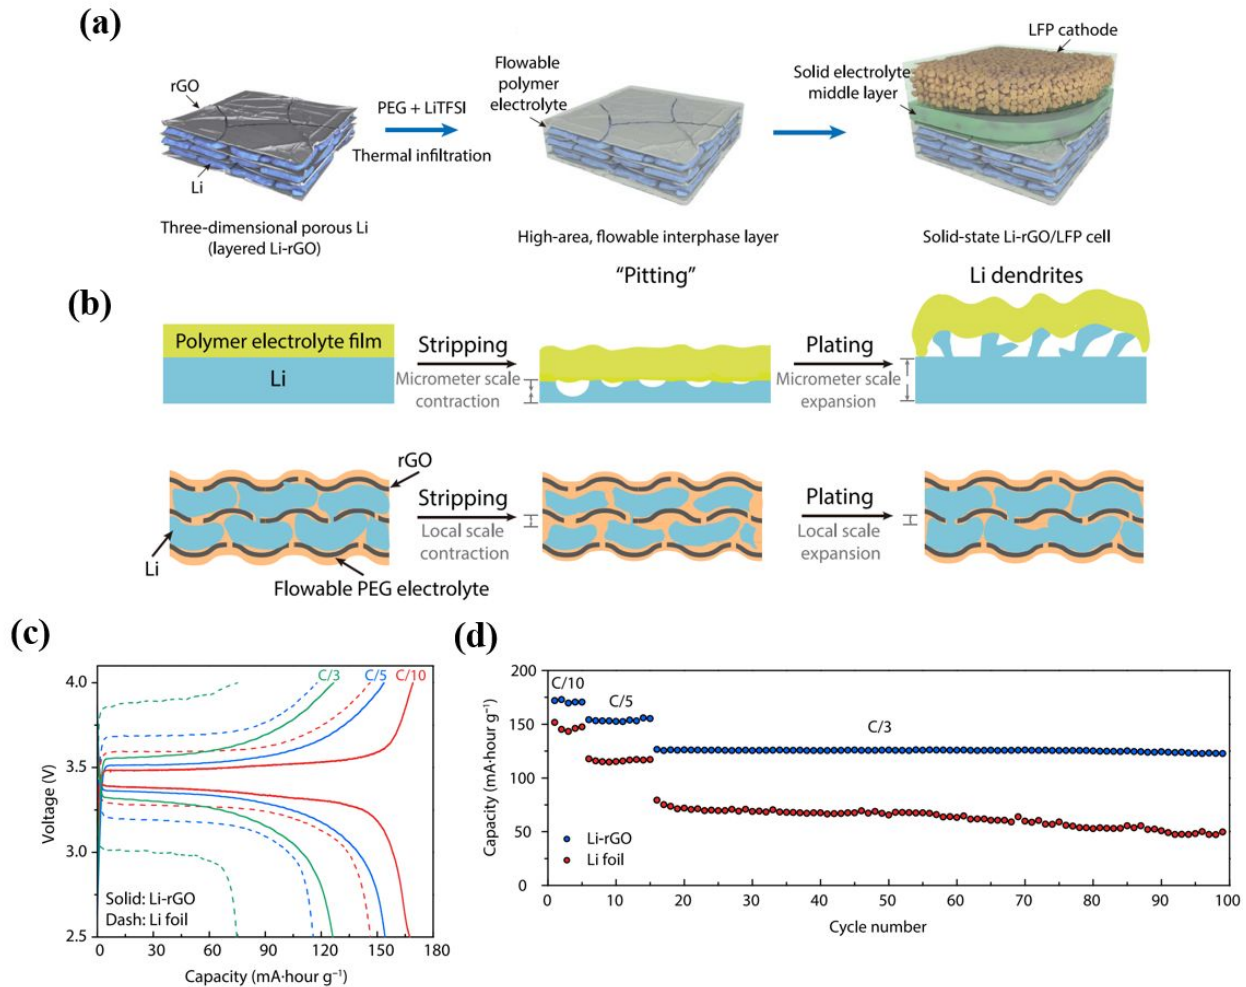 (a)
rGO
Li
PEG + LiTFSI
Thermal infiltration
Three-dimensional porous Li
(layered Li-rGO)
Flowable
polymer
electrolyte
High-area, flowable interphase layer
LFP cathode
Solid electrolyte
middle layer
Solid-state Li-rGO/LFP cell
(b)
"Pitting"
Li dendrites
Polymer electrolyte film
Li
Stripping
Micrometer scale
contraction
Plating
Micrometer scale
expansion
rGO
Li
Flowable PEG electrolyte
Stripping
Local scale
contraction
Plating
Local scale
expansion
(c)
C/3
C/5
C/10
4.0
3.5
3.0
2.5
Voltage (V)
Solid: Li-rGO
Dash: Li foil
0
30
60
90
120
150
180
Capacity (mA·hour g⁻¹)
(d)
200
150
100
50
0
Capacity (mA·hour g⁻¹)
C/10
C/5
C/3
Li-rGO
Li foil
0
10
20
30
40
50
60
70
80
90
100
Cycle number